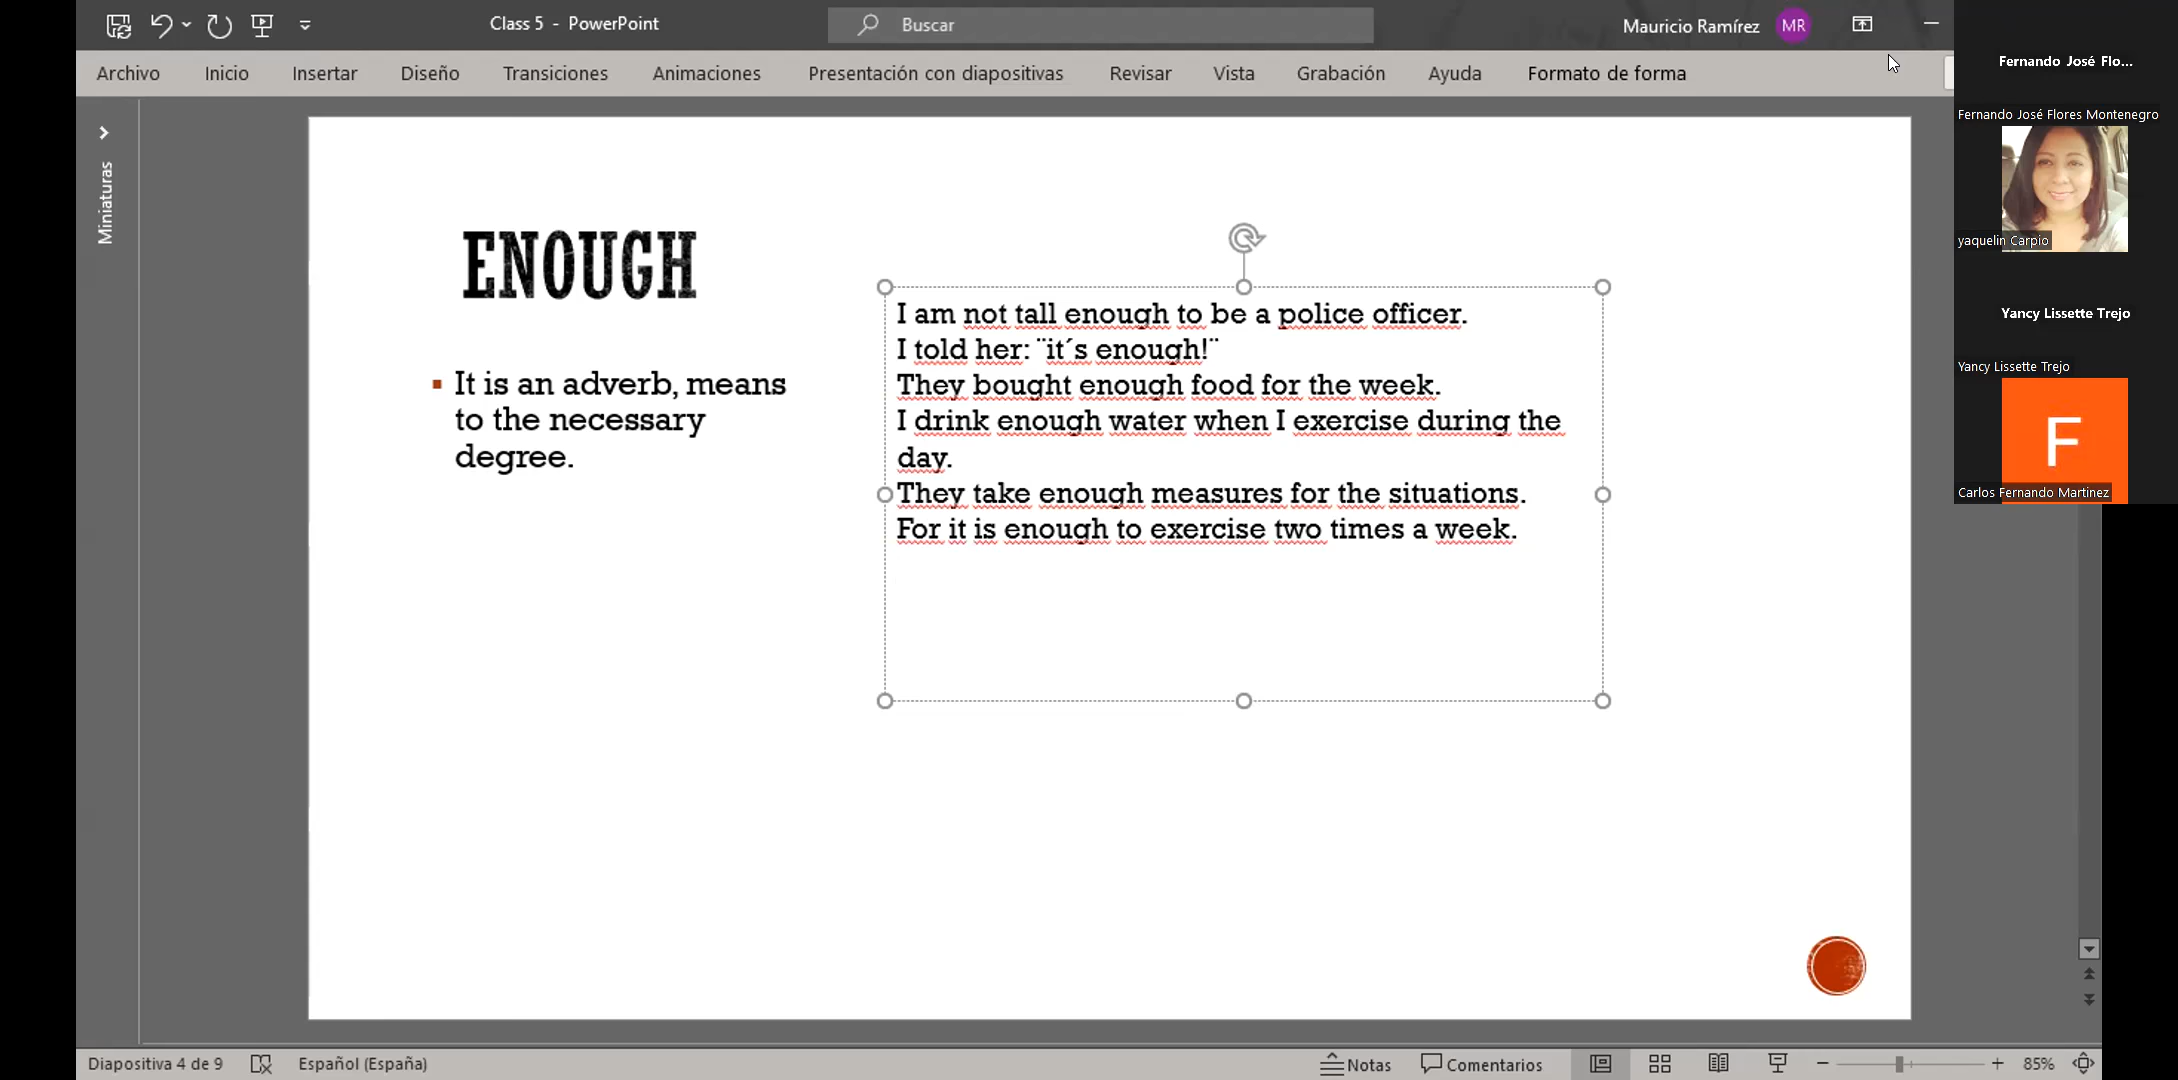 Class 5 - PowerPoint
Buscar
Mauricio Ramírez
MR
Archivo
Inicio
Insertar
Diseño
Transiciones
Animaciones
Presentación con diapositivas
Revisar
Vista
Grabación
Ayuda
Formato de forma
Miniaturas
ENOUGH
It is an adverb, means
to the necessary
degree.
I am not tall enough to be a police officer.
I told her: ¨it´s enough!¨
They bought enough food for the week.
I drink enough water when I exercise during the
day.
They take enough measures for the situations.
For it is enough to exercise two times a week.
Fernando José Flo...
Fernando José Flores Montenegro
yaquelin Carpio
Yancy Lissette Trejo
Yancy Lissette Trejo
F
Carlos Fernando Martinez
Diapositiva 4 de 9
Español (España)
Notas
Comentarios
85%